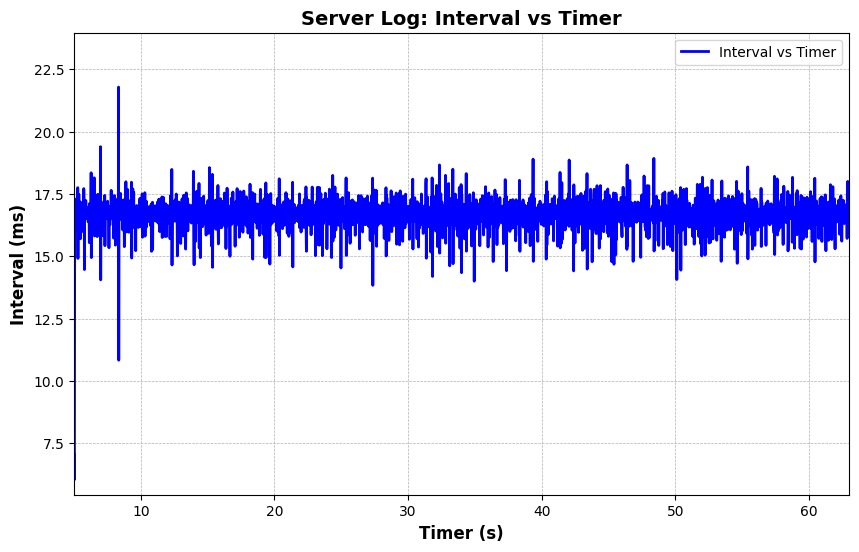 Server Log: Interval vs Timer
Interval vs Timer
22.5
20.0
17.5
15.0
12.5
10.0
7.5
Interval (ms)
10 20 30 40 50 60
Timer (s)